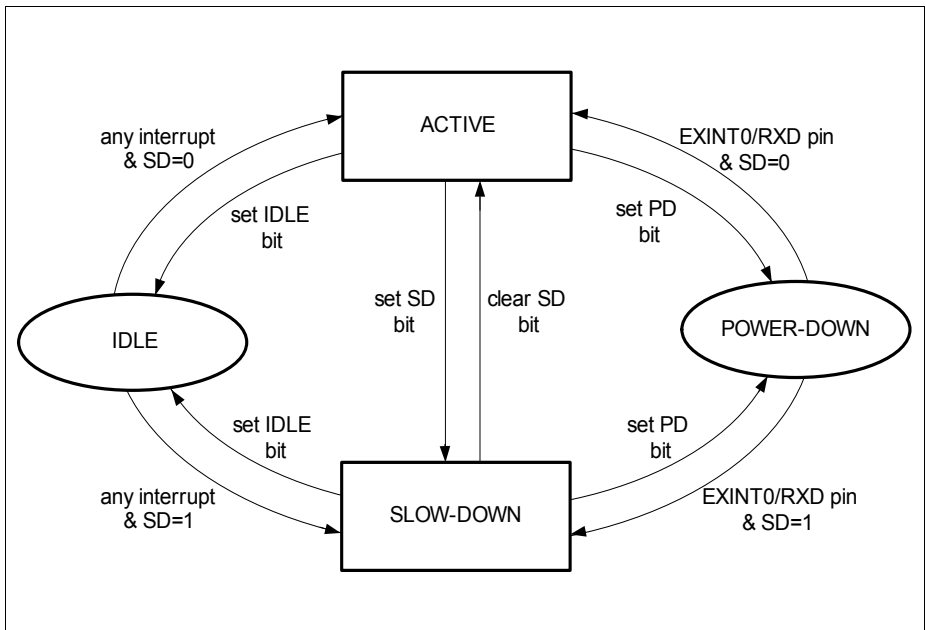 ACTIVE
any interrupt
& SD=0
EXINT0/RXD pin
& SD=0
set IDLE
bit
set PD
bit
set SD
bit
clear SD
bit
IDLE
POWER-DOWN
set IDLE
bit
set PD
bit
any interrupt
& SD=1
SLOW-DOWN
EXINT0/RXD pin
& SD=1